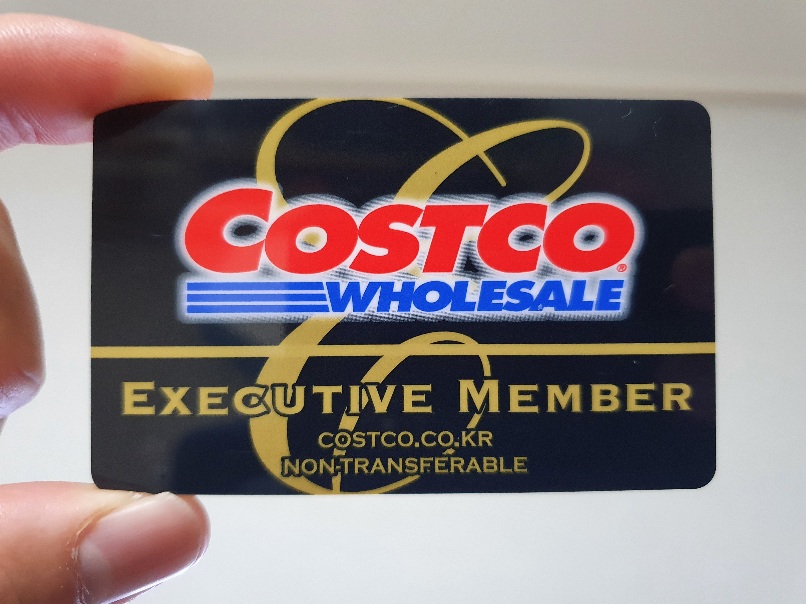 COSTCO®
WHOLESALE
EXECUTIVE MEMBER
COSTCO.CO.KR
NON-TRANSFERABLE